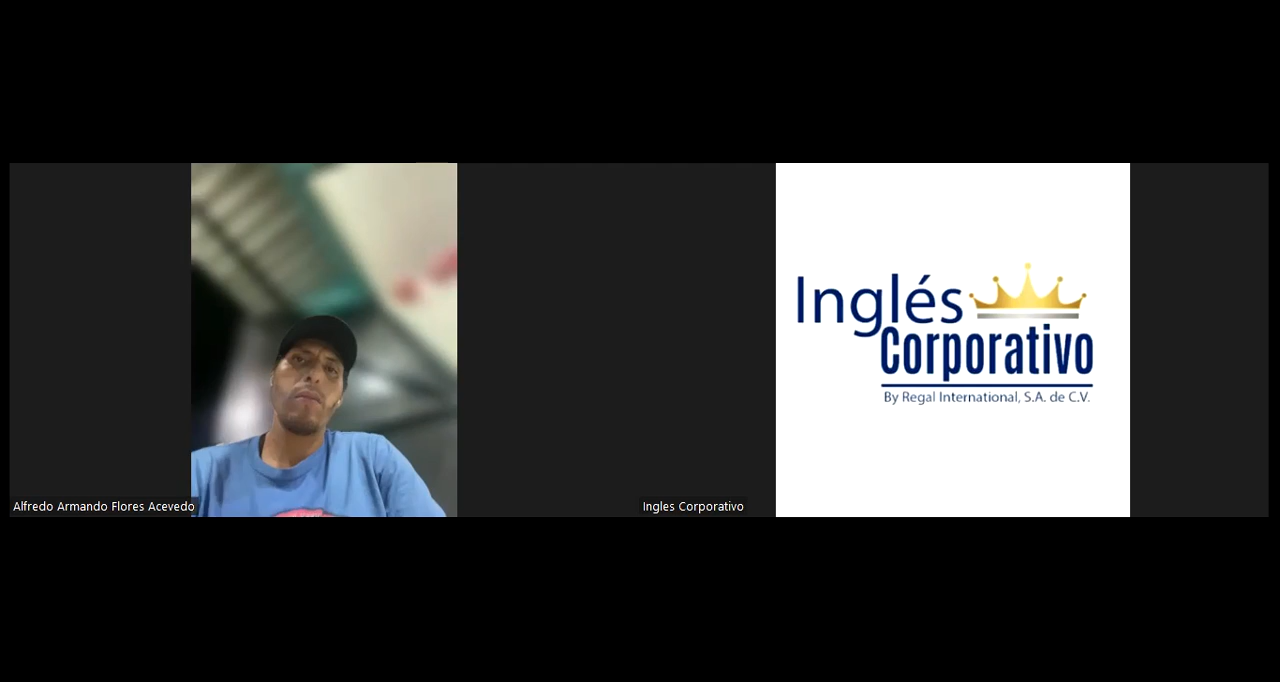 Inglés
Corporativo
By Regal International, S.A. de C.V.
Alfredo Armando Flores Acevedo
Ingles Corporativo